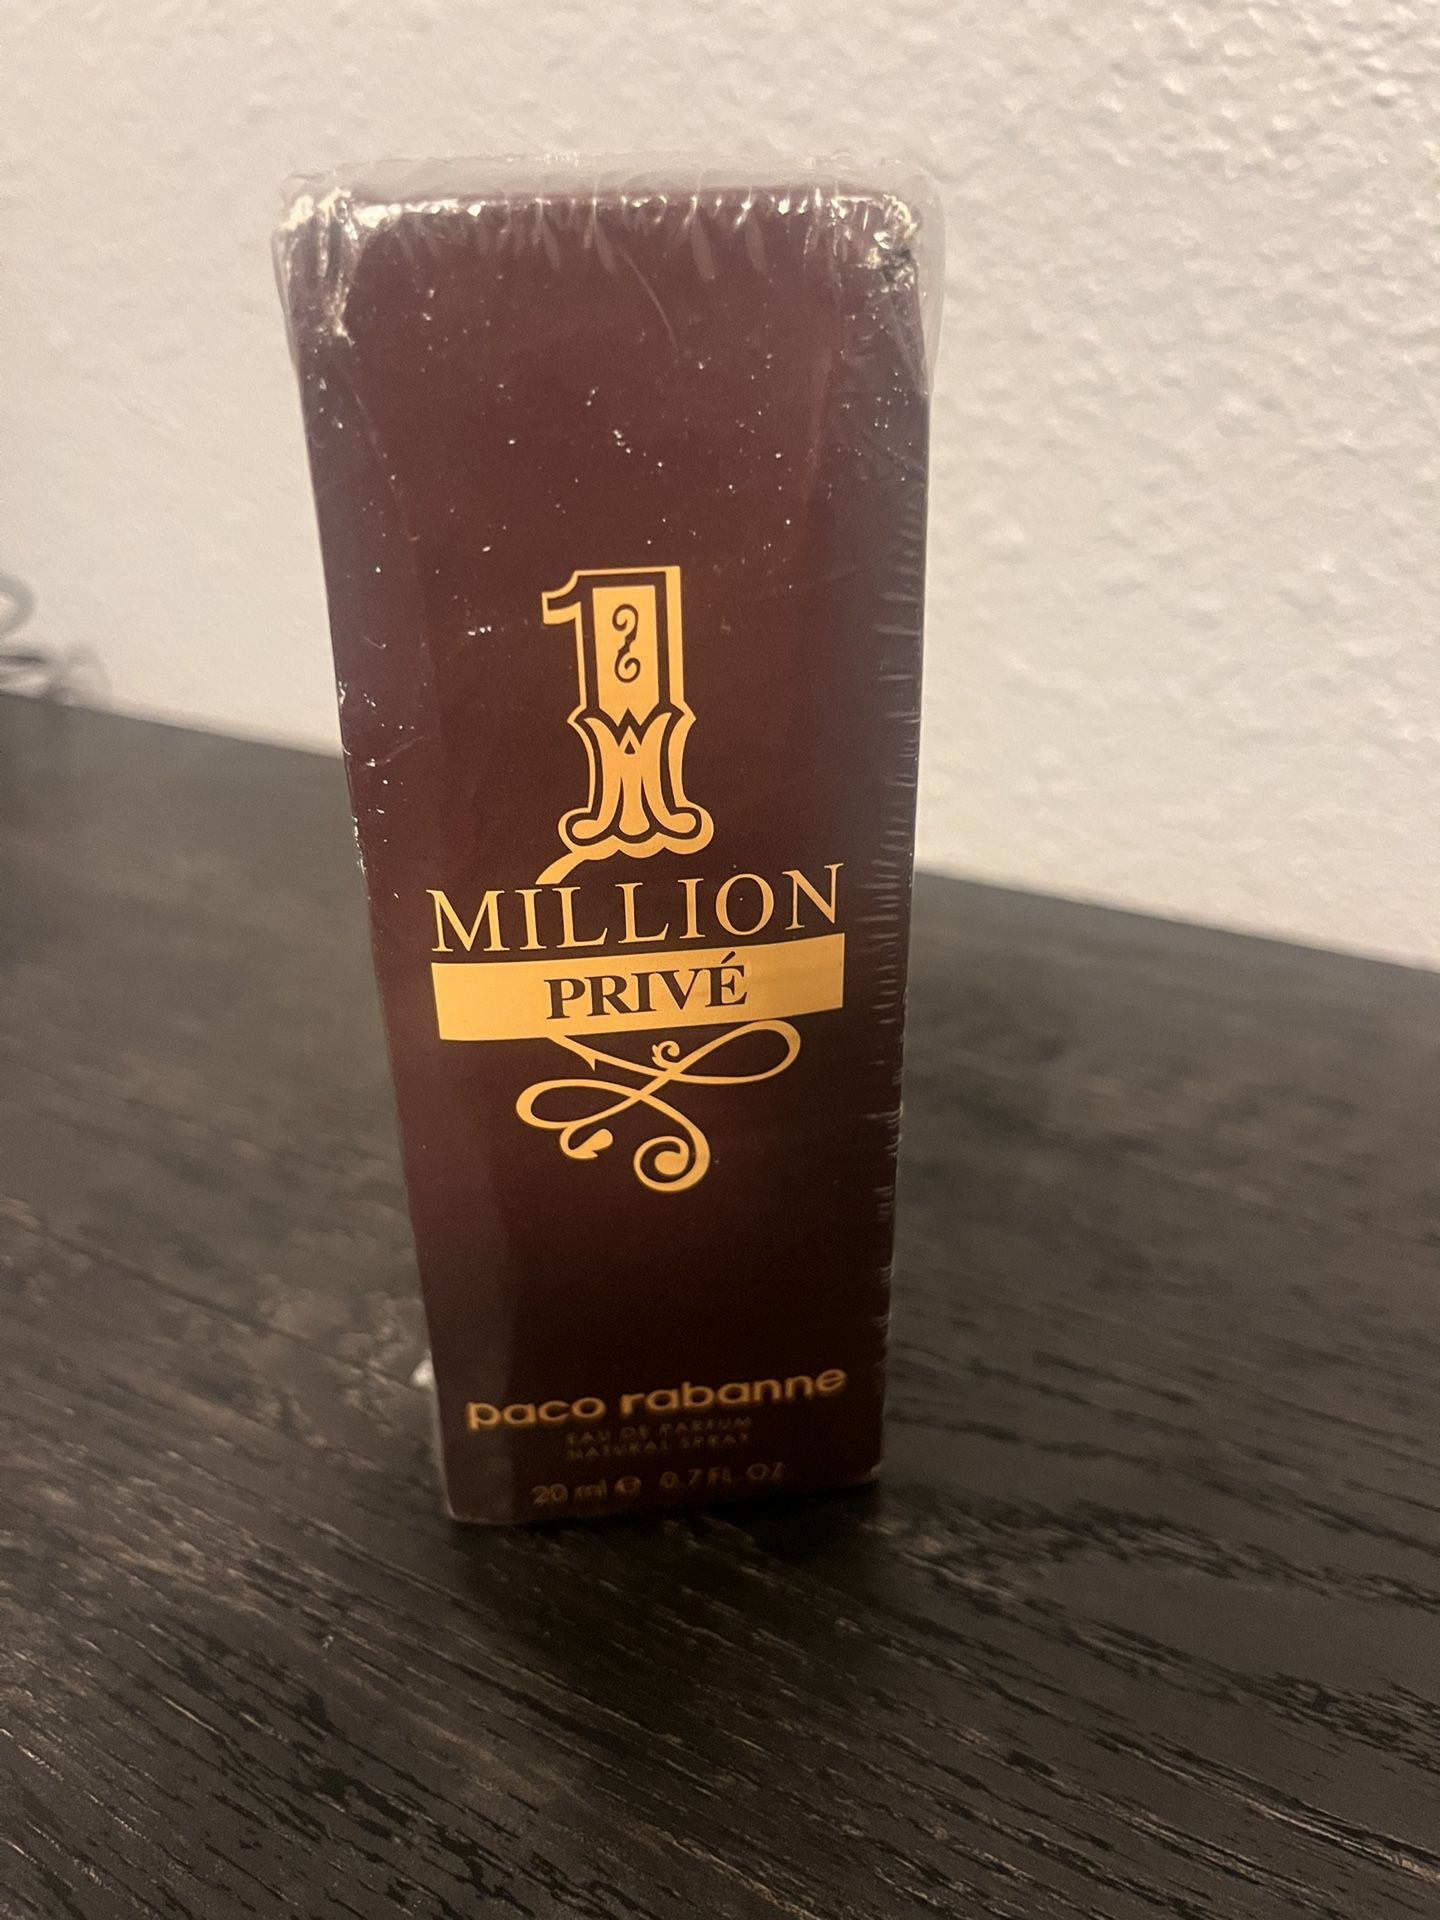 1
MILLION
PRIVÉ
paco rabanne
EAU DE PARFUM
NATURAL SPRAY
20 ml ℮ 0.7 FL. OZ.